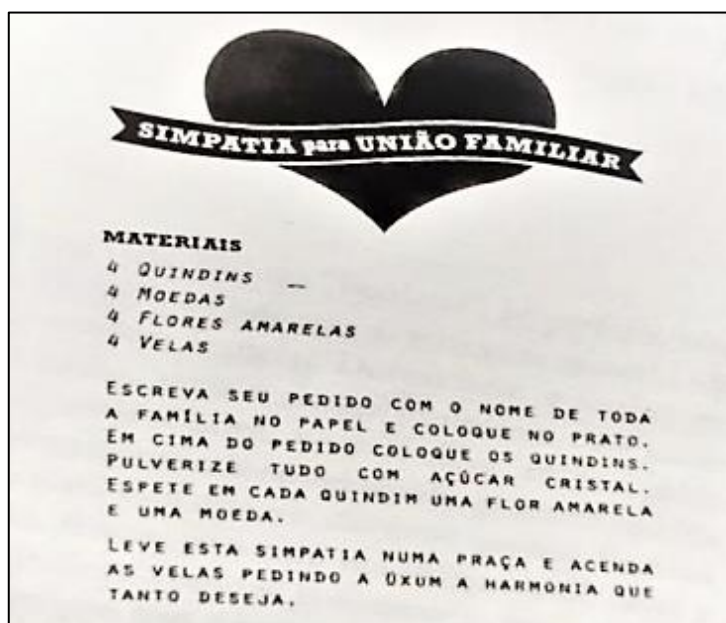 SIMPATIA para UNIÃO FAMILIAR
MATERIAIS
4 QUINDINS
4 MOEDAS
4 FLORES AMARELAS
4 VELAS
ESCREVA SEU PEDIDO COM O NOME DE TODA
A FAMÍLIA NO PAPEL E COLOQUE NO PRATO.
EM CIMA DO PEDIDO COLOQUE OS QUINDINS.
PULVERIZE TUDO COM AÇÚCAR CRISTAL.
ESPETE EM CADA QUINDIM UMA FLOR AMARELA
E UMA MOEDA.
LEVE ESTA SIMPATIA NUMA PRAÇA E ACENDA
AS VELAS PEDINDO A OXUM A HARMONIA QUE
TANTO DESEJA.